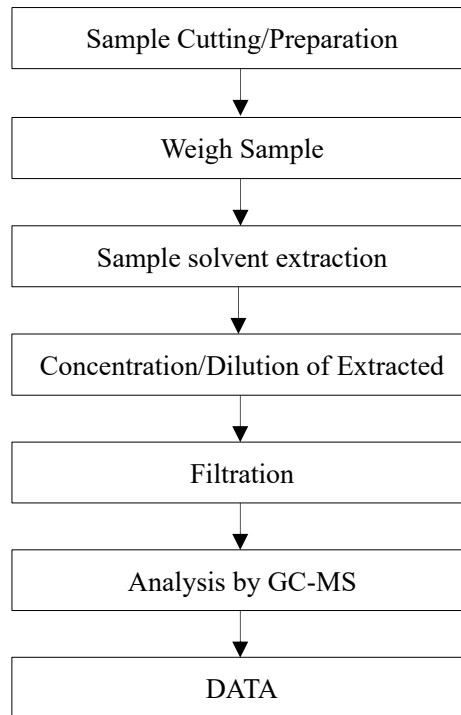 Sample Cutting/Preparation
Weigh Sample
Sample solvent extraction
Concentration/Dilution of Extracted
Filtration
Analysis by GC-MS
DATA